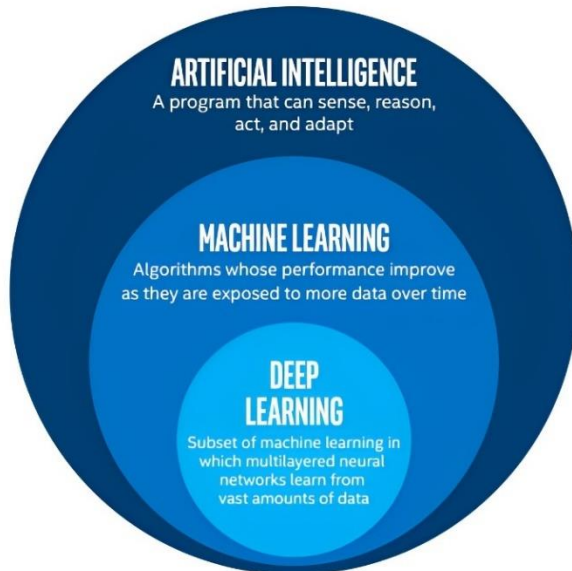 ARTIFICIAL INTELLIGENCE
A program that can sense, reason,
act, and adapt
MACHINE LEARNING
Algorithms whose performance improve
as they are exposed to more data over time
DEEP
LEARNING
Subset of machine learning in
which multilayered neural
networks learn from
vast amounts of data